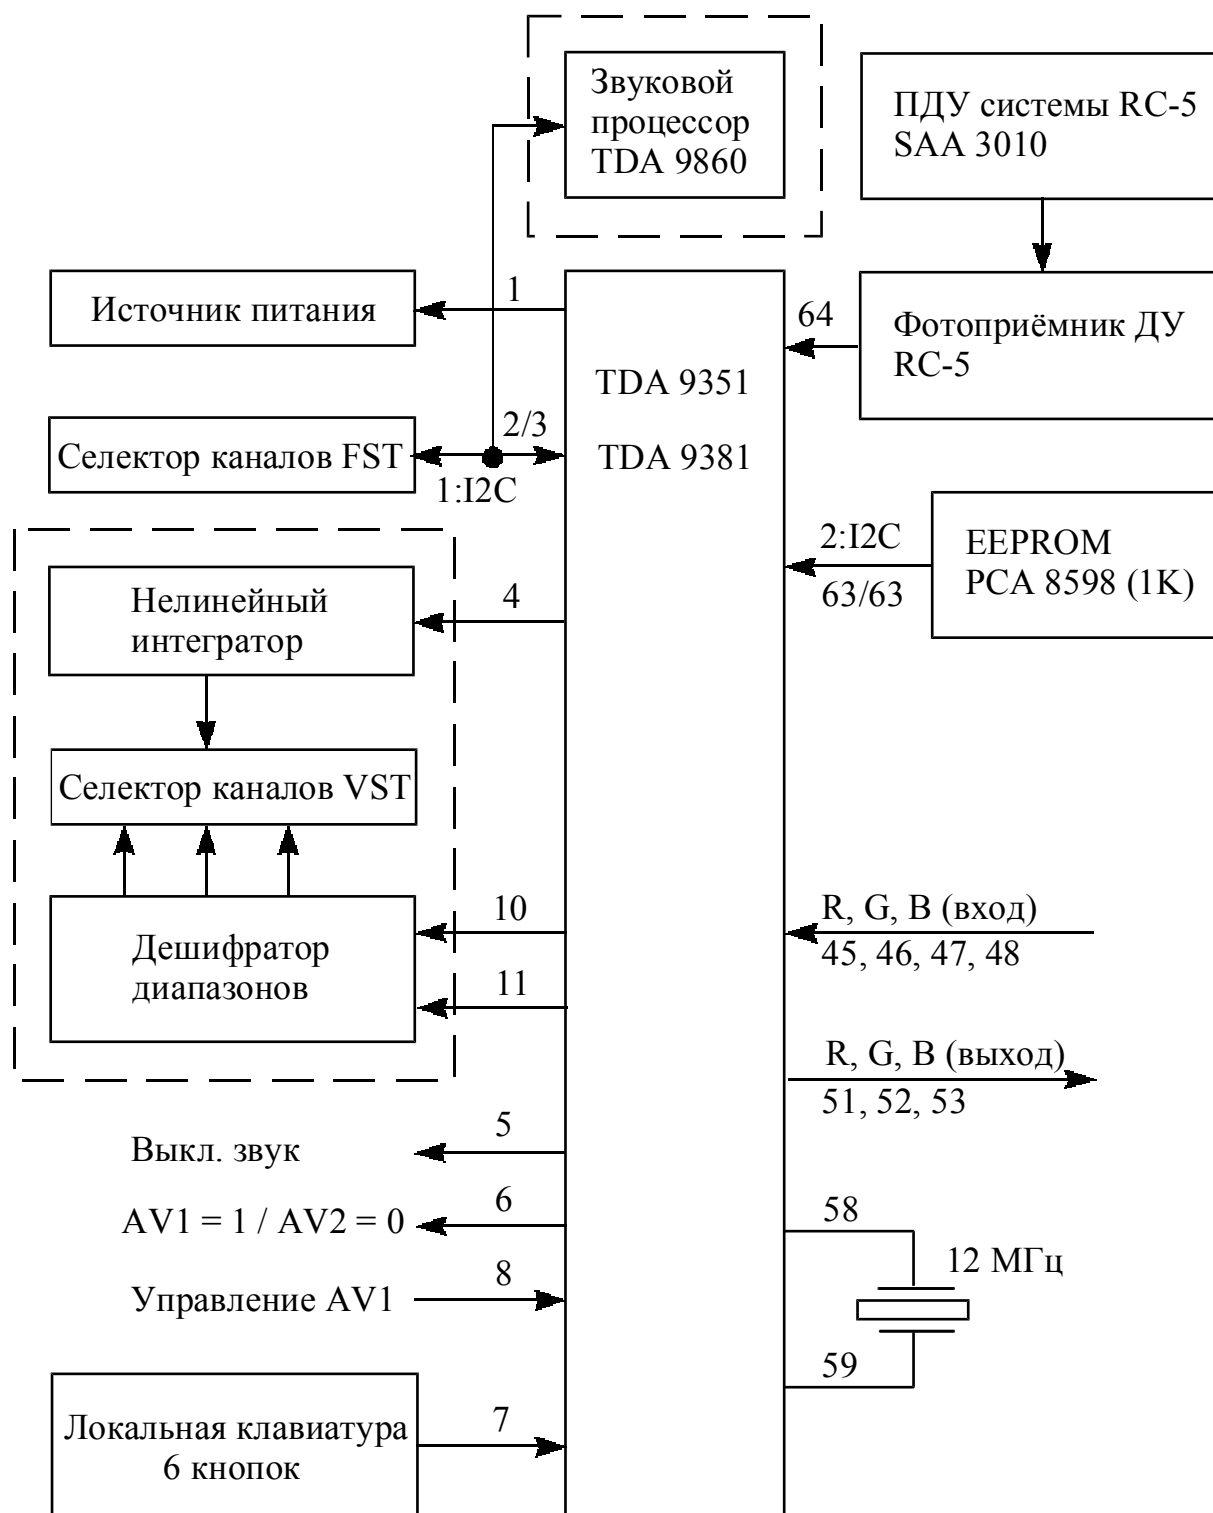 Звуковой
процессор
TDA 9860
ПДУ системы RC-5
SAA 3010
Источник питания
1
64
Фотоприёмник ДУ
RC-5
TDA 9351
Селектор каналов FST
2/3
TDA 9381
1:I2C
2:I2C
63/63
EEPROM
PCA 8598 (1K)
Нелинейный
интегратор
4
Селектор каналов VST
Дешифратор
диапазонов
10
11
R, G, B (вход)
45, 46, 47, 48
R, G, B (выход)
51, 52, 53
Выкл. звук
5
AV1 = 1 / AV2 = 0
6
Управление AV1
8
58
12 МГц
59
Локальная клавиатура
6 кнопок
7